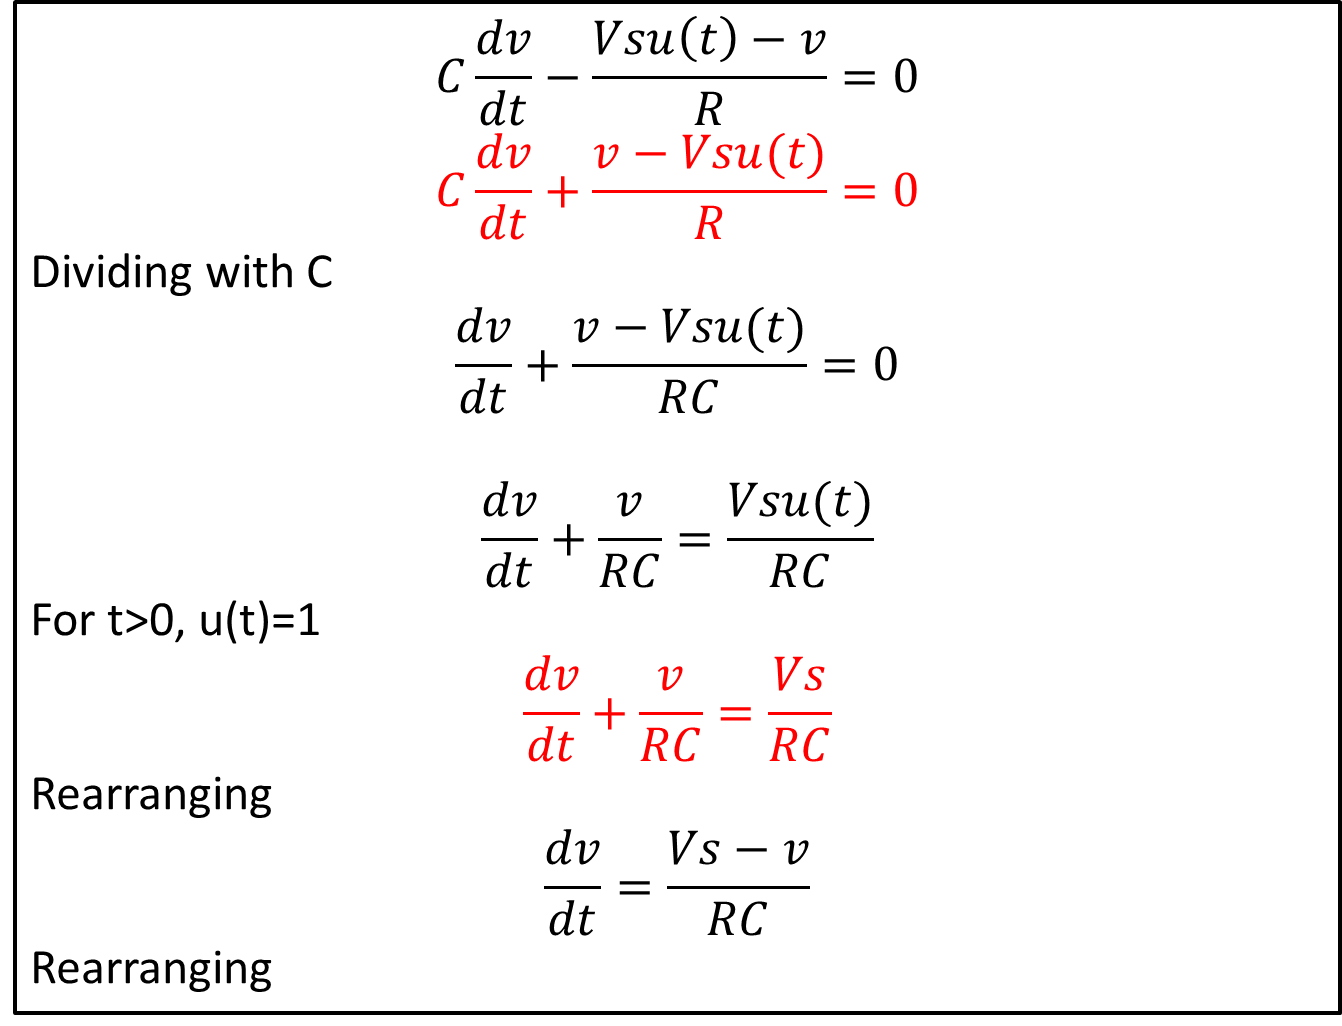 C dv/dt − (Vsu(t) − v)/R = 0
C dv/dt + (v − Vsu(t))/R = 0
Dividing with C
dv/dt + (v − Vsu(t))/RC = 0
dv/dt + v/RC = Vsu(t)/RC
For t>0, u(t)=1
dv/dt + v/RC = Vs/RC
Rearranging
dv/dt = (Vs − v)/RC
Rearranging